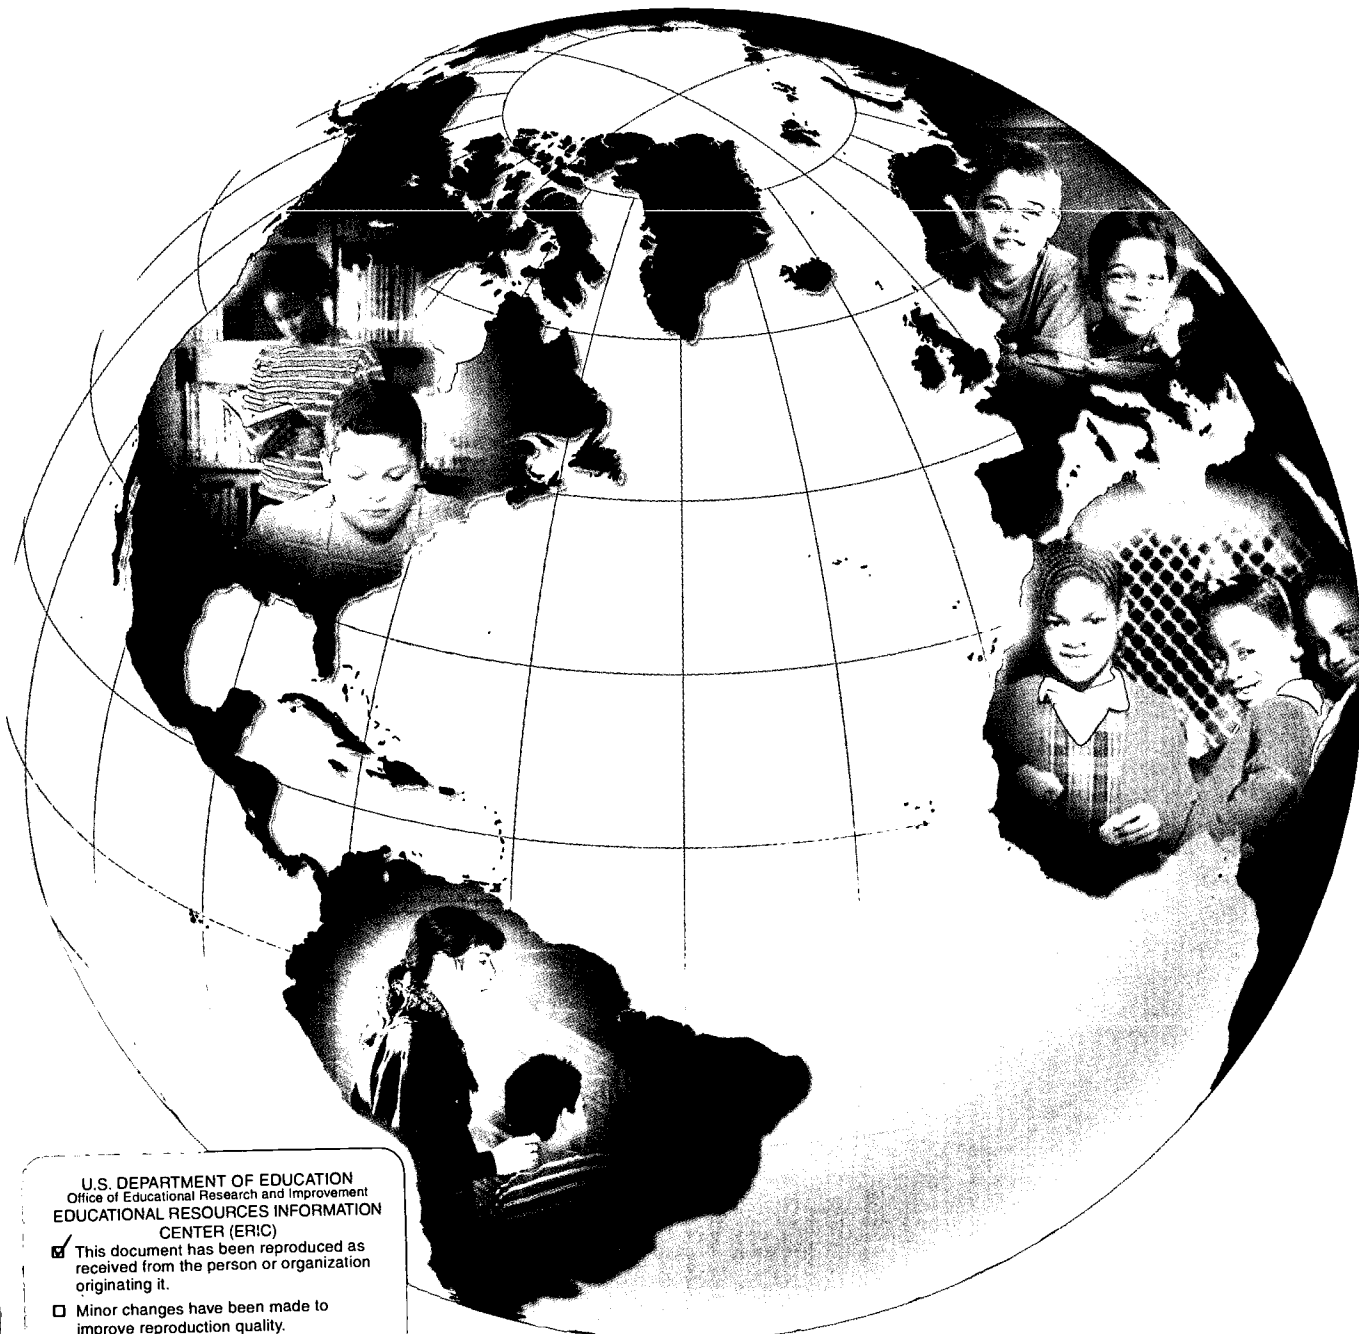 U.S. DEPARTMENT OF EDUCATION
Office of Educational Research and Improvement
EDUCATIONAL RESOURCES INFORMATION
CENTER (ERIC)
This document has been reproduced as
received from the person or organization
originating it.
Minor changes have been made to
improve reproduction quality.